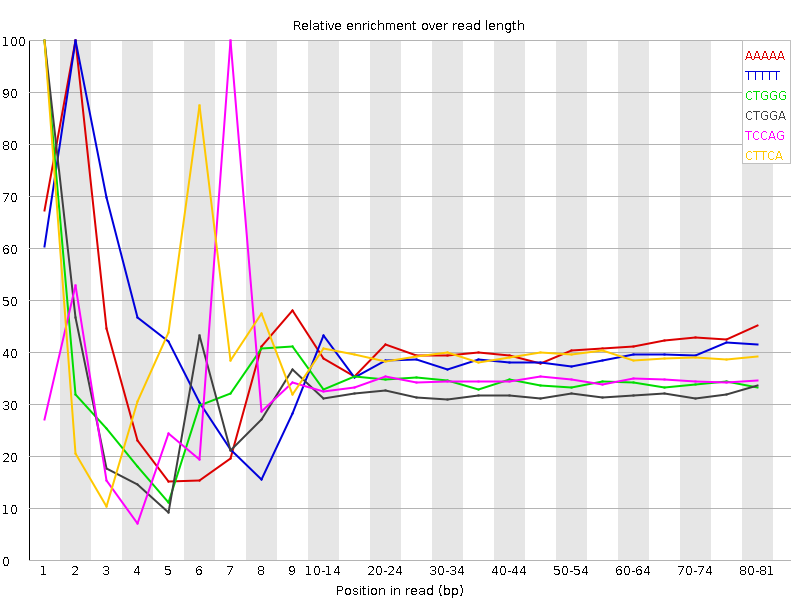 Relative enrichment over read length
100
90
80
70
60
50
40
30
20
10
0
AAAAA
TTTTT
CTGGG
CTGGA
TCCAG
CTTCA
1 2 3 4 5 6 7 8 9 10-14 20-24 30-34 40-44 50-54 60-64 70-74 80-81
Position in read (bp)